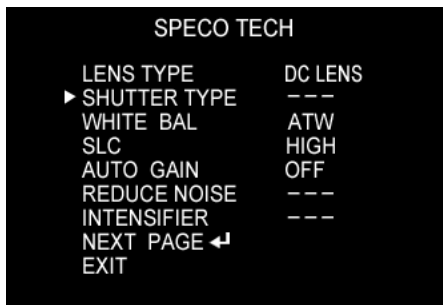 SPECO TECH
LENS TYPE DC LENS
▶ SHUTTER TYPE ---
WHITE BAL ATW
SLC HIGH
AUTO GAIN OFF
REDUCE NOISE ---
INTENSIFIER ---
NEXT PAGE ↵
EXIT